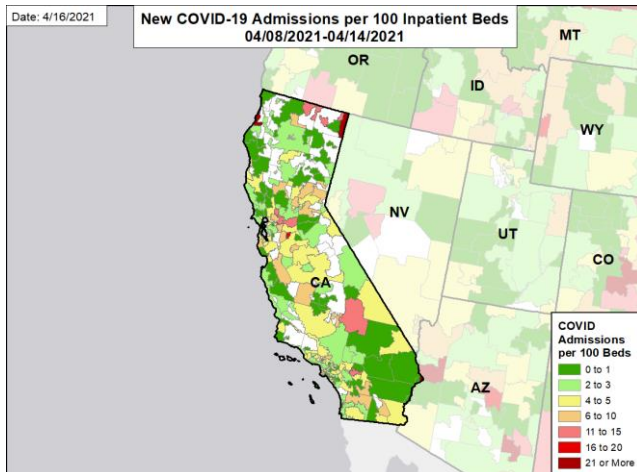 Date: 4/16/2021
New COVID-19 Admissions per 100 Inpatient Beds
04/08/2021-04/14/2021
MT
OR
ID
WY
NV
UT
CO
CA
AZ
COVID
Admissions
per 100 Beds
0 to 1
2 to 3
4 to 5
6 to 10
11 to 15
16 to 20
21 or More